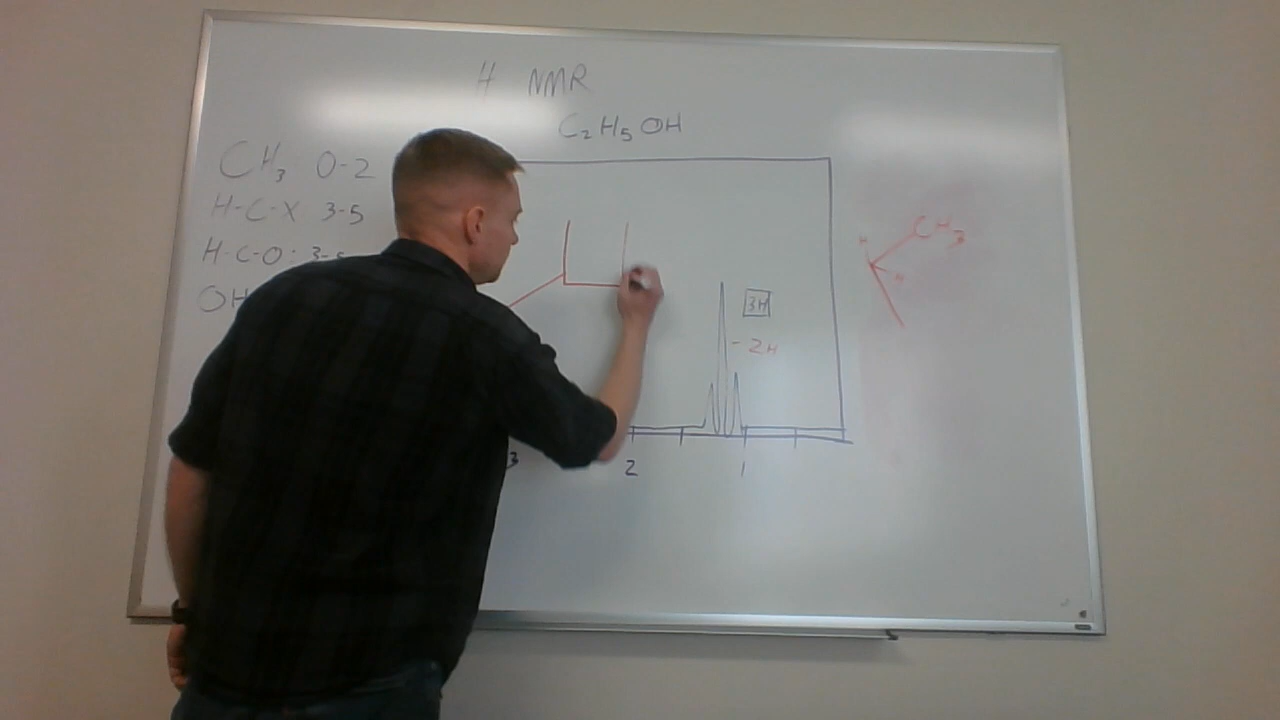 H NMR
C2H5OH
CH3 0-2
H-C-X 3-5
H-C-O: 3-5
OH
3H
- 2H
CH3
H
3
2
1